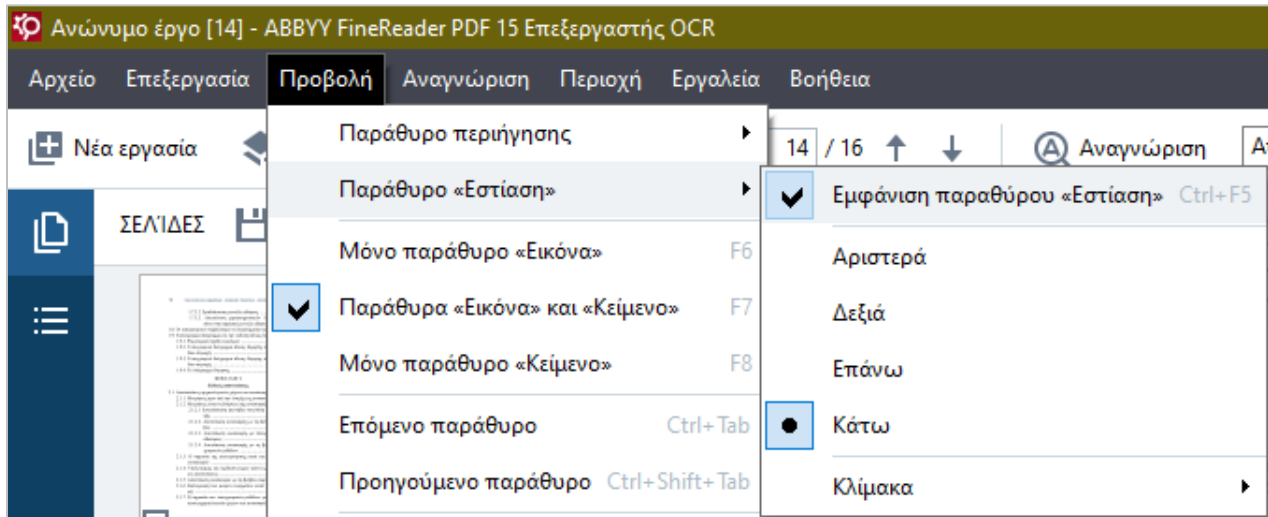 Ανώνυμο έργο [14] - ABBYY FineReader PDF 15 Επεξεργαστής OCR
Αρχείο Επεξεργασία Προβολή Αναγνώριση Περιοχή Εργαλεία Βοήθεια
Νέα εργασία
14 / 16
Αναγνώριση
ΣΕΛΊΔΕΣ
Παράθυρο περιήγησης
Παράθυρο «Εστίαση»
Μόνο παράθυρο «Εικόνα» F6
Παράθυρα «Εικόνα» και «Κείμενο» F7
Μόνο παράθυρο «Κείμενο» F8
Επόμενο παράθυρο Ctrl+Tab
Προηγούμενο παράθυρο Ctrl+Shift+Tab
Εμφάνιση παραθύρου «Εστίαση» Ctrl+F5
Αριστερά
Δεξιά
Επάνω
Κάτω
Κλίμακα